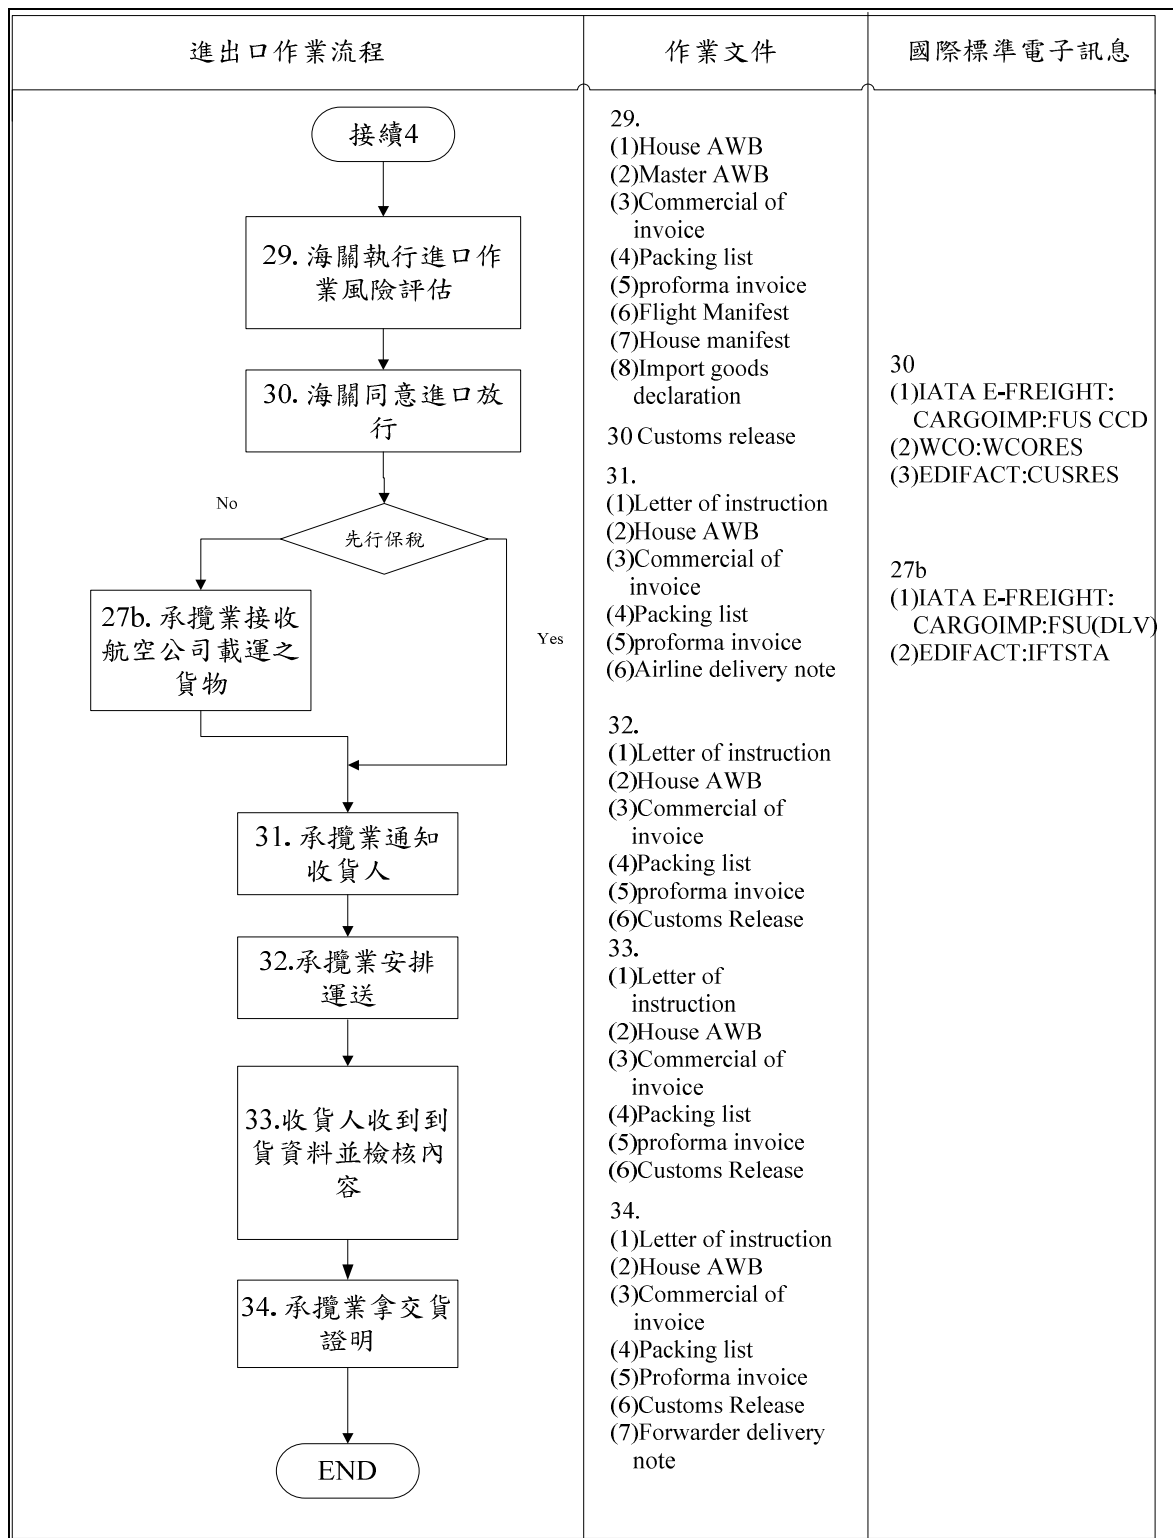 進出口作業流程
作業文件
國際標準電子訊息
接續4
29. 海關執行進口作
業風險評估
30. 海關同意進口放
行
No
先行保稅
27b. 承攬業接收
航空公司載運之
貨物
Yes
31. 承攬業通知
收貨人
32.承攬業安排
運送
33.收貨人收到到
貨資料並檢核內
容
34. 承攬業拿交貨
證明
END
29.
(1)House AWB
(2)Master AWB
(3)Commercial of
invoice
(4)Packing list
(5)proforma invoice
(6)Flight Manifest
(7)House manifest
(8)Import goods
declaration
30 Customs release
31.
(1)Letter of instruction
(2)House AWB
(3)Commercial of
invoice
(4)Packing list
(5)proforma invoice
(6)Airline delivery note
32.
(1)Letter of instruction
(2)House AWB
(3)Commercial of
invoice
(4)Packing list
(5)proforma invoice
(6)Customs Release
33.
(1)Letter of
instruction
(2)House AWB
(3)Commercial of
invoice
(4)Packing list
(5)proforma invoice
(6)Customs Release
34.
(1)Letter of instruction
(2)House AWB
(3)Commercial of
invoice
(4)Packing list
(5)Proforma invoice
(6)Customs Release
(7)Forwarder delivery
note
30
(1)IATA E-FREIGHT:
CARGOIMP:FUS CCD
(2)WCO:WCORES
(3)EDIFACT:CUSRES
27b
(1)IATA E-FREIGHT:
CARGOIMP:FSU(DLV)
(2)EDIFACT:IFTSTA